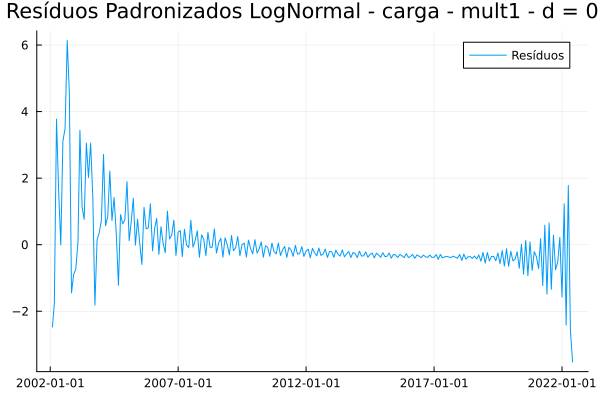 Resíduos Padronizados LogNormal - carga - mult1 - d = 0
Resíduos
6
4
2
0
−2
2002-01-01 2007-01-01 2012-01-01 2017-01-01 2022-01-01